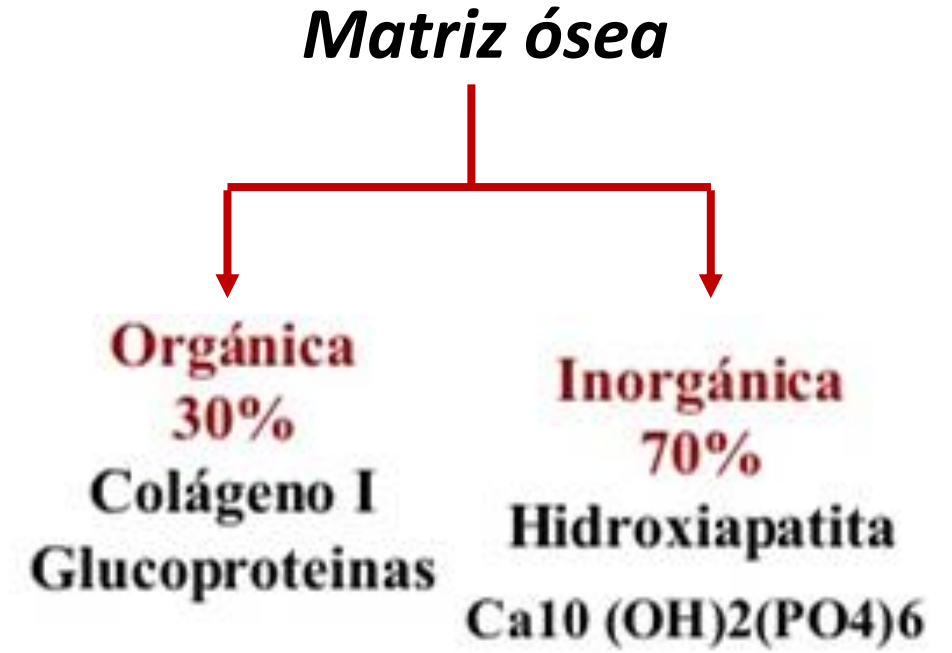 Matriz ósea
Orgánica
30%
Colágeno I
Glucoproteinas
Inorgánica
70%
Hidroxiapatita
Ca10 (OH)2(PO4)6